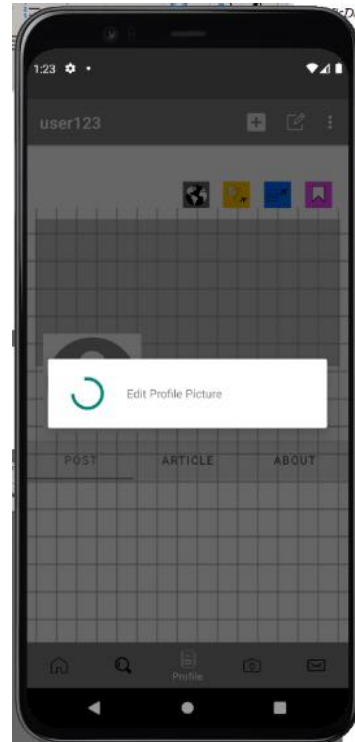 1:23
user123
Edit Profile Picture
POST ARTICLE ABOUT
Profile